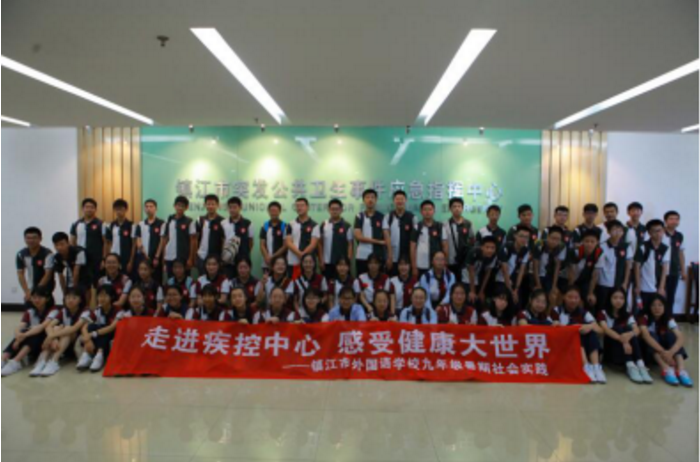 镇江市突发公共卫生事件应急指挥中心
走进疾控中心 感受健康大世界
——镇江市外国语学校九年级暑期社会实践